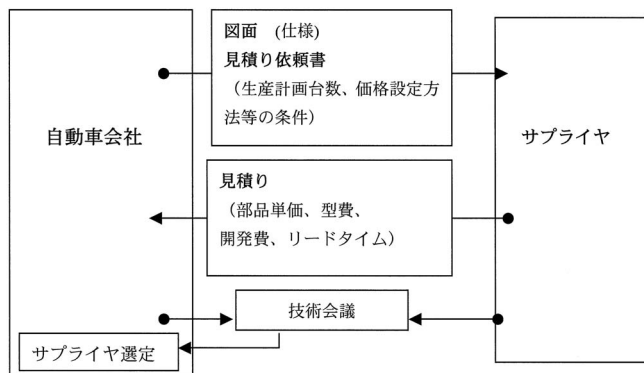 図面 (仕様)
見積り依頼書
（生産計画台数、価格設定方
法等の条件）
自動車会社
サプライヤ
見積り
（部品単価、型費、
開発費、リードタイム）
技術会議
サプライヤ選定